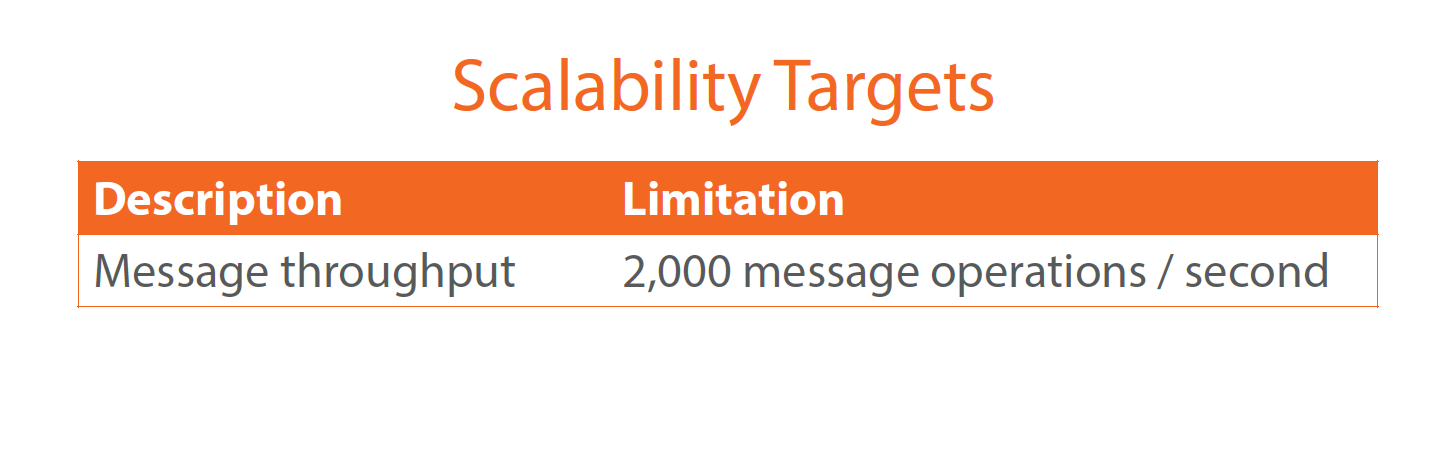 Scalability Targets
Description Limitation
Message throughput 2,000 message operations / second